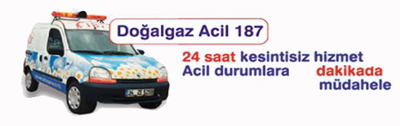 Doğalgaz Acil 187
24 saat kesintisiz hizmet
Acil durumlara dakikada
müdahele